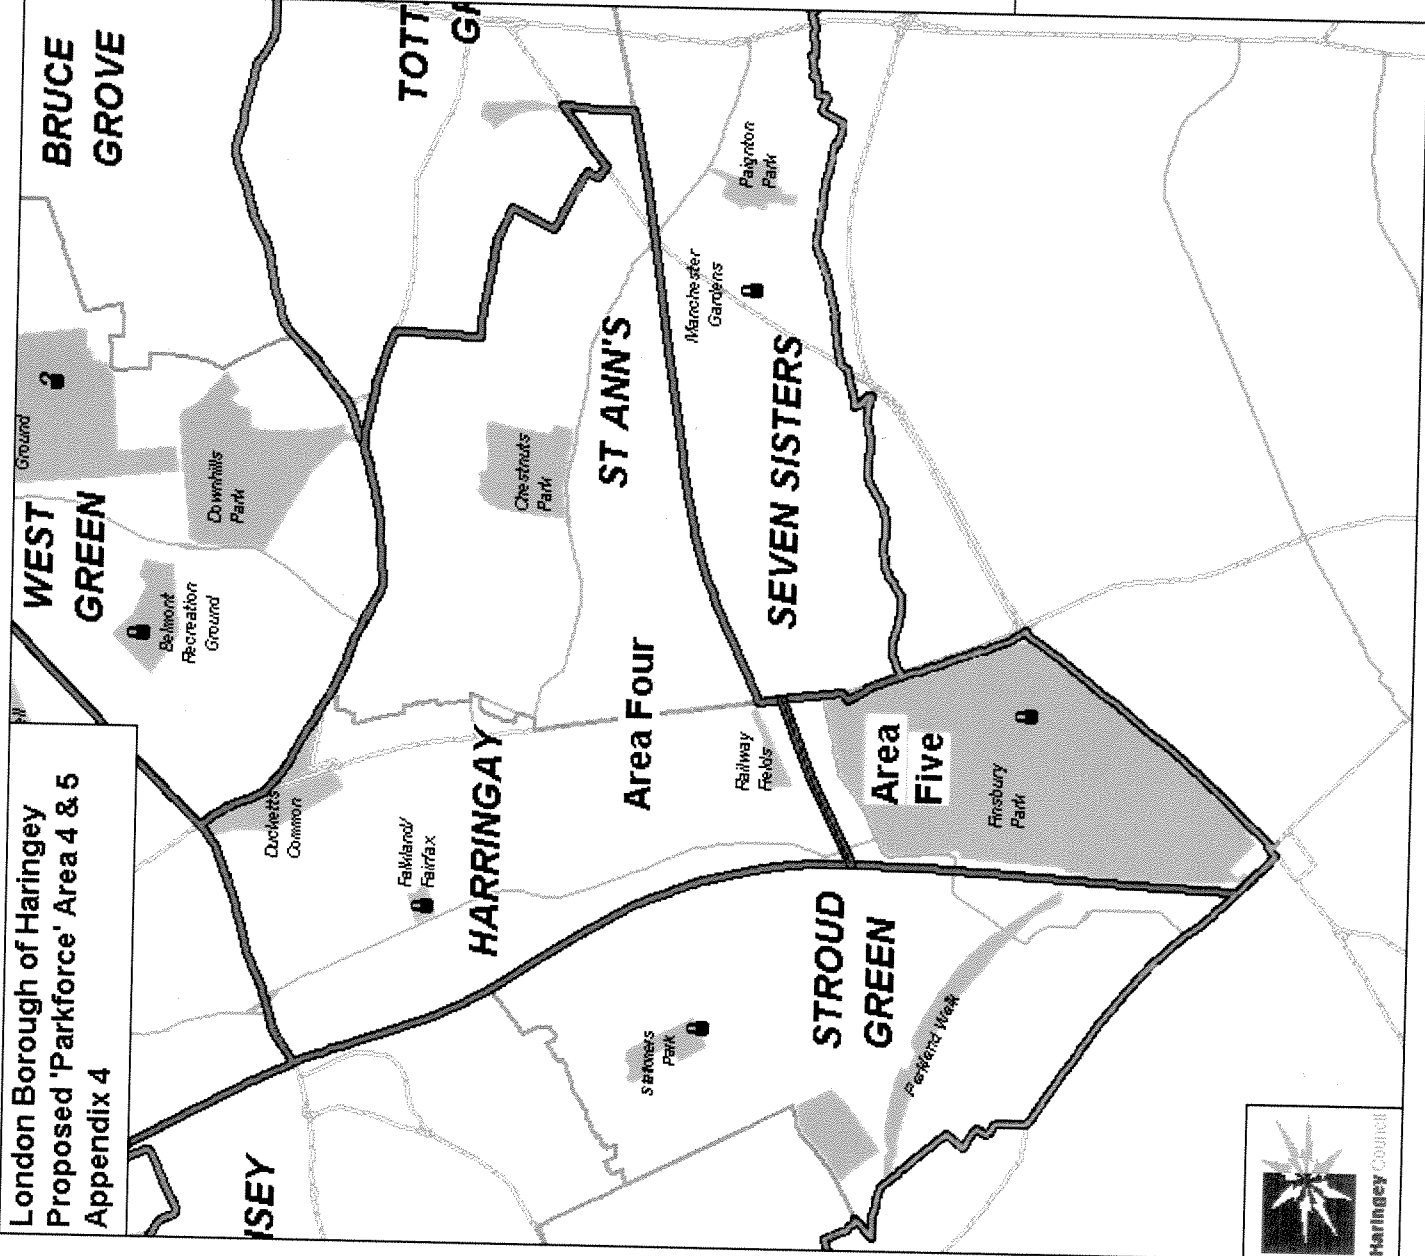 London Borough of Haringey
Proposed 'Parkforce' Area 4 & 5
Appendix 4
WEST
GREEN
BRUCE
GROVE
Ground
Downhills
Park
Belmont
Recreation
Ground
Ducketts
Common
ISEY
Falkland/
Fairfax
HARRINGAY
Chestnuts
Park
ST ANN'S
Area Four
Manchester
Gardens
Paignton
Park
SEVEN SISTERS
Railway
Fields
Stationers
Park
STROUD
GREEN
Area
Five
Finsbury
Park
Parkland Walk
Haringey Council